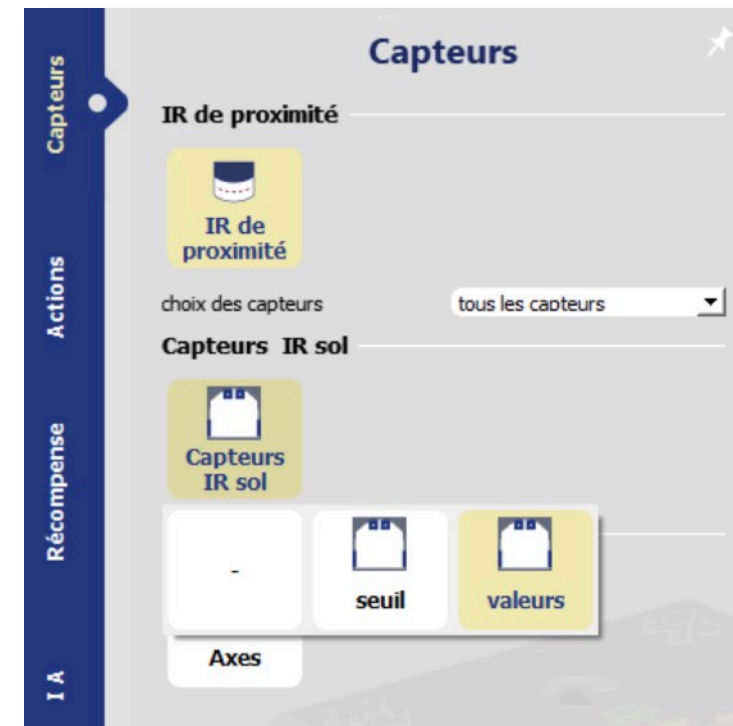 Capteurs
Actions
Récompense
I A
Capteurs
IR de proximité
IR de
proximité
choix des capteurs tous les capteurs
Capteurs IR sol
Capteurs
IR sol
-
seuil
valeurs
Axes